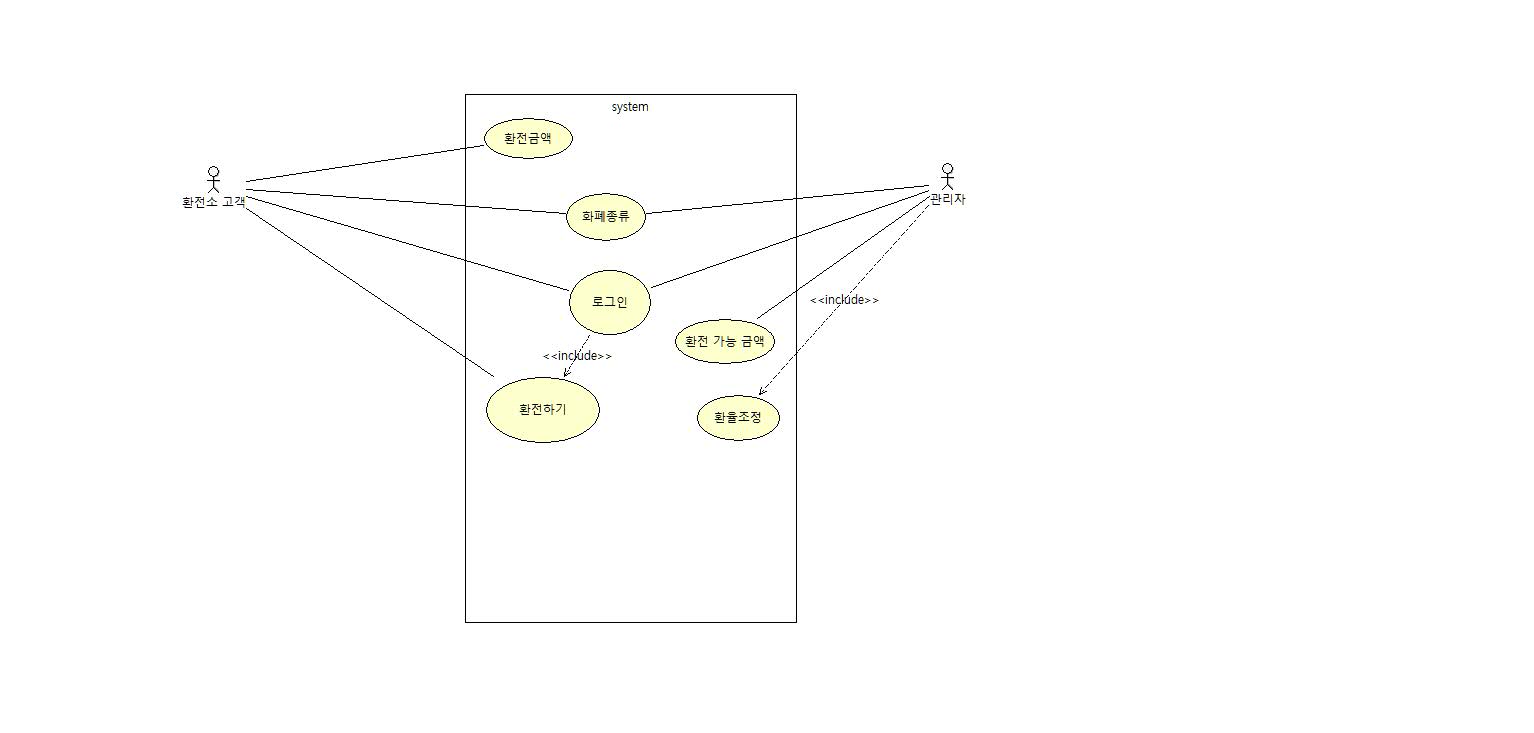 system
환전금액
환전소 고객
관리자
화폐종류
로그인
<<include>>
환전 가능 금액
<<include>>
환전하기
환율조정